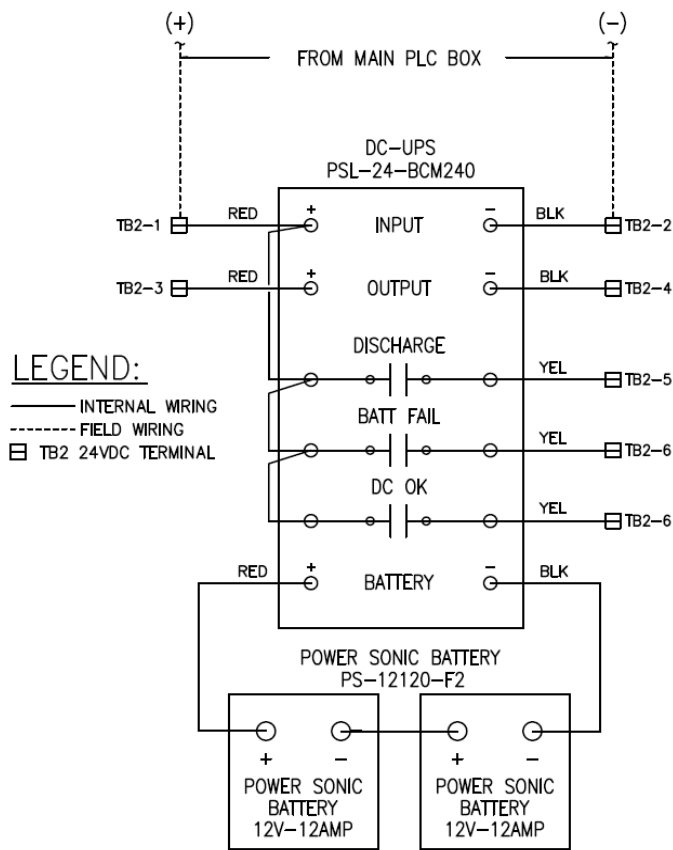 (+) (-)
FROM MAIN PLC BOX
DC-UPS
PSL-24-BCM240
TB2-1 RED + INPUT - BLK TB2-2
TB2-3 RED + OUTPUT - BLK TB2-4
DISCHARGE
YEL TB2-5
BATT FAIL
YEL TB2-6
DC OK
YEL TB2-6
LEGEND:
INTERNAL WIRING
FIELD WIRING
TB2 24VDC TERMINAL
RED + BATTERY - BLK
POWER SONIC BATTERY
PS-12120-F2
+ - + -
POWER SONIC
BATTERY
12V-12AMP
POWER SONIC
BATTERY
12V-12AMP